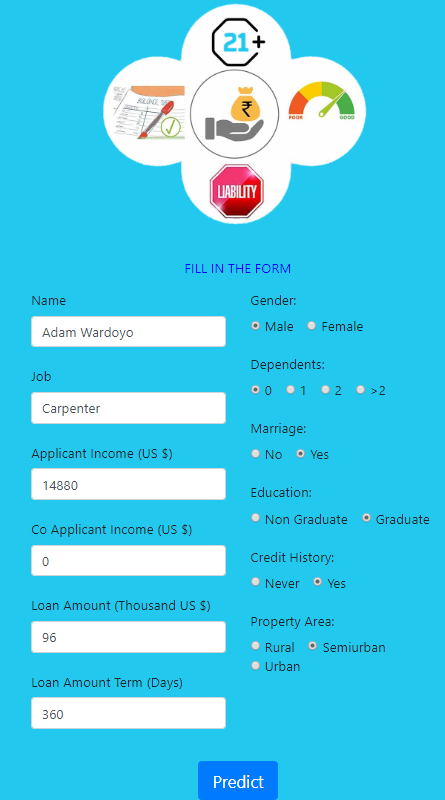 21+
BALANCE
₹
POOR
GOOD
LIABILITY
FILL IN THE FORM
Name
Adam Wardoyo
Job
Carpenter
Applicant Income (US $)
14880
Co Applicant Income (US $)
0
Loan Amount (Thousand US $)
96
Loan Amount Term (Days)
360
Gender:
Male Female
Dependents:
0 1 2 >2
Marriage:
No Yes
Education:
Non Graduate Graduate
Credit History:
Never Yes
Property Area:
Rural Semiurban
Urban
Predict